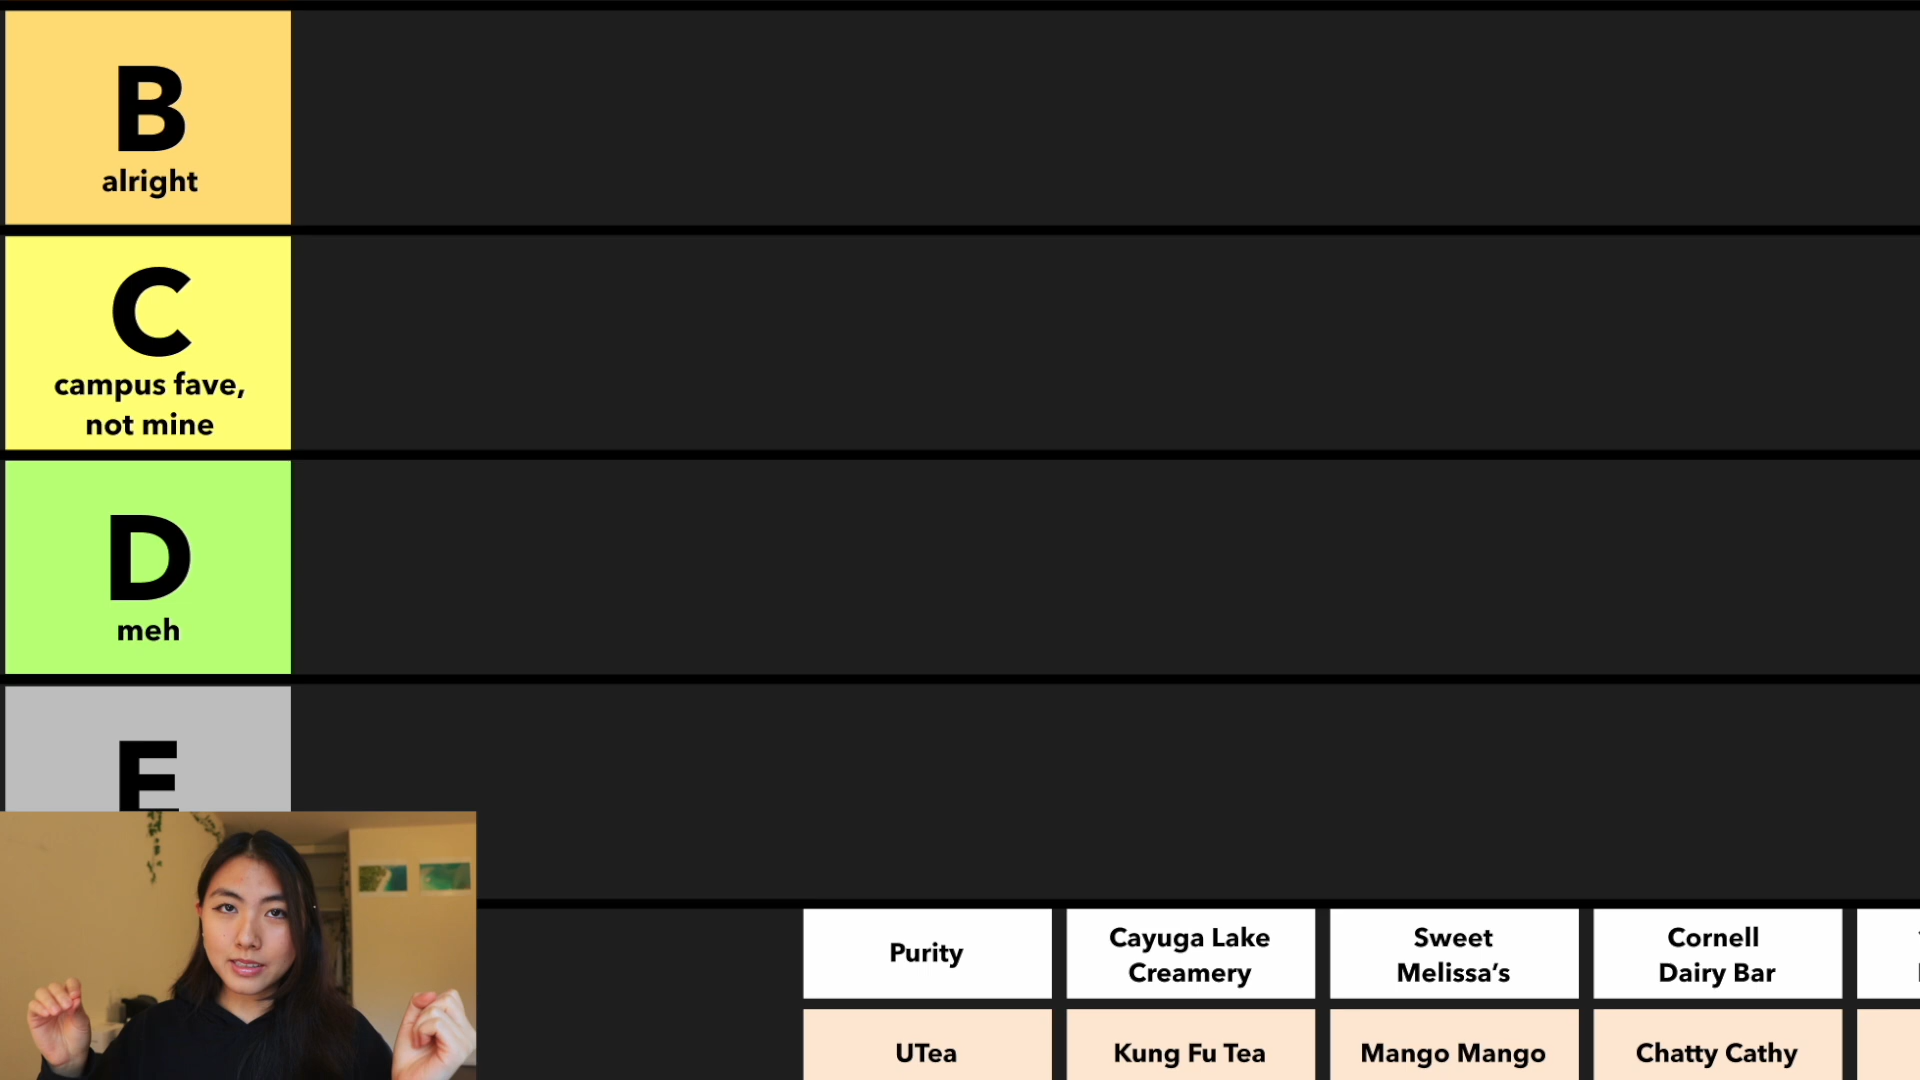 B
alright
C
campus fave,
not mine
D
meh
E
Purity
Cayuga Lake
Creamery
Sweet
Melissa’s
Cornell
Dairy Bar
UTea
Kung Fu Tea
Mango Mango
Chatty Cathy